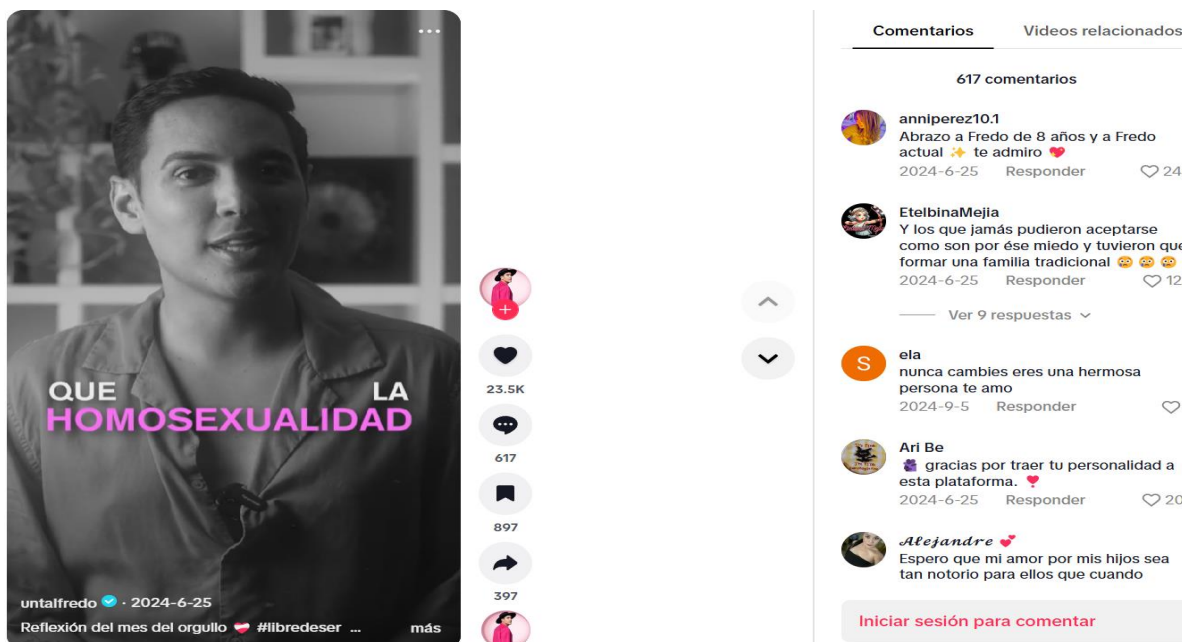 QUE LA
HOMOSEXUALIDAD
untalfredo · 2024-6-25
Reflexión del mes del orgullo ❤️‍🩹 #libredeser ... más
23.5K
617
897
397
Comentarios Videos relacionados
617 comentarios
anniperez10.1
Abrazo a Fredo de 8 años y a Fredo
actual ✨ te admiro 💖
2024-6-25 Responder 24
EtelbinaMejia
Y los que jamás pudieron aceptarse
como son por ése miedo y tuvieron que
formar una familia tradicional 😳 😳 😳
2024-6-25 Responder 12
Ver 9 respuestas
S
ela
nunca cambies eres una hermosa
persona te amo
2024-9-5 Responder
Ari Be
gracias por traer tu personalidad a
esta plataforma. ❣️
2024-6-25 Responder 20
𝓐𝓵𝓮𝓳𝓪𝓷𝓭𝓻𝓮 💕
Espero que mi amor por mis hijos sea
tan notorio para ellos que cuando
Iniciar sesión para comentar